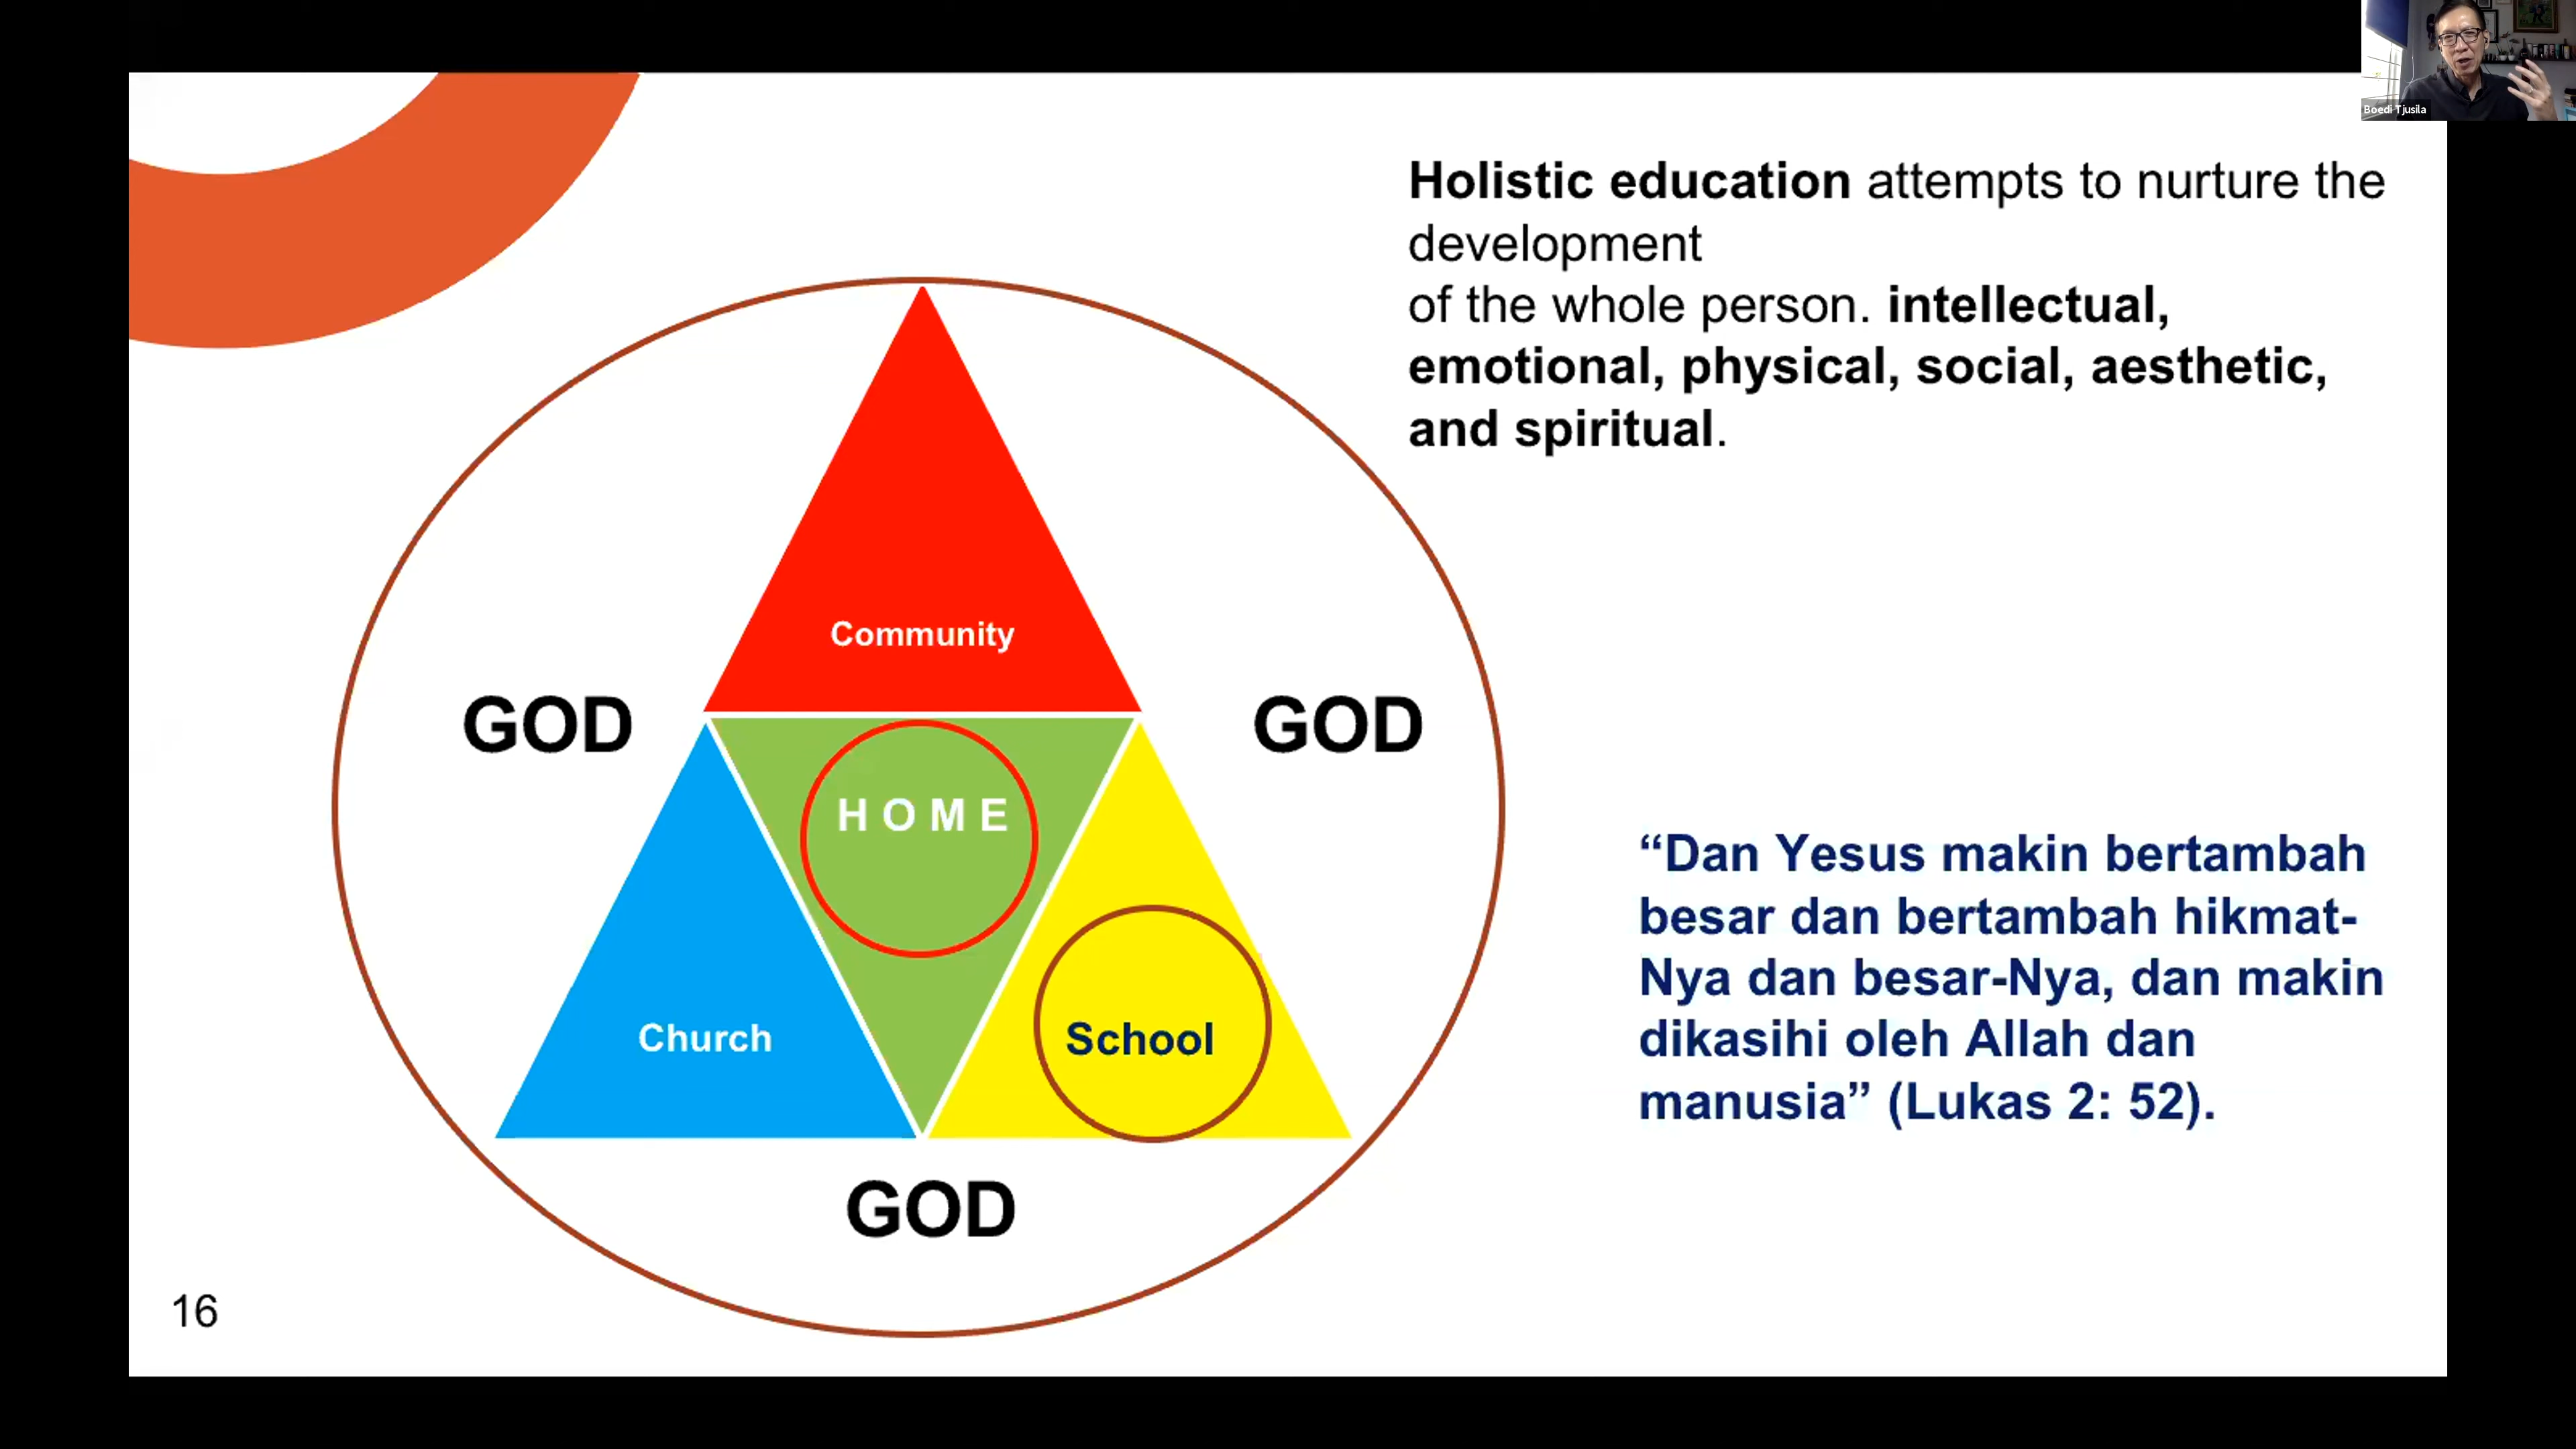 Boedi Tjusila
Holistic education attempts to nurture the
development
of the whole person. intellectual,
emotional, physical, social, aesthetic,
and spiritual.
Community
GOD
GOD
HOME
Church
School
GOD
“Dan Yesus makin bertambah
besar dan bertambah hikmat-
Nya dan besar-Nya, dan makin
dikasihi oleh Allah dan
manusia” (Lukas 2: 52).
16